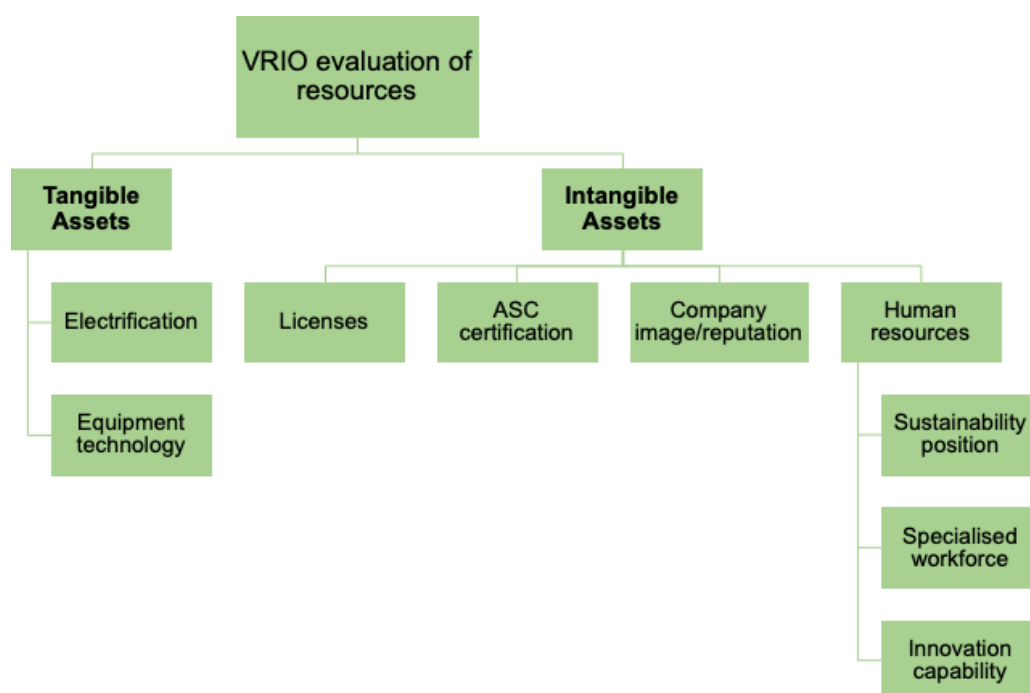 VRIO evaluation of
resources
Tangible
Assets
Intangible
Assets
Electrification
Licenses
ASC
certification
Company
image/reputation
Human
resources
Equipment
technology
Sustainability
position
Specialised
workforce
Innovation
capability